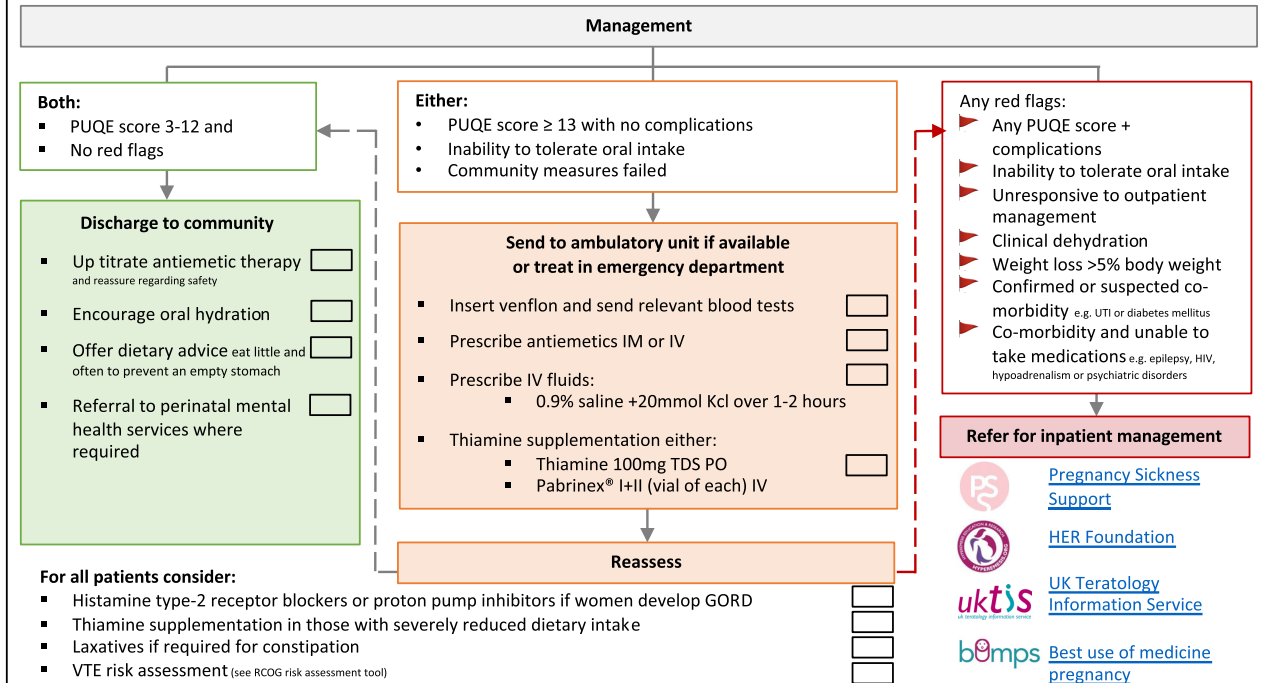 Management
Both:
▪ PUQE score 3-12 and
▪ No red flags
Discharge to community
▪ Up titrate antiemetic therapy
and reassure regarding safety
▪ Encourage oral hydration
▪ Offer dietary advice eat little and
often to prevent an empty stomach
▪ Referral to perinatal mental
health services where
required
Either:
• PUQE score ≥ 13 with no complications
• Inability to tolerate oral intake
• Community measures failed
Send to ambulatory unit if available
or treat in emergency department
▪ Insert venflon and send relevant blood tests
▪ Prescribe antiemetics IM or IV
▪ Prescribe IV fluids:
▪ 0.9% saline +20mmol Kcl over 1-2 hours
▪ Thiamine supplementation either:
▪ Thiamine 100mg TDS PO
▪ Pabrinex® I+II (vial of each) IV
Reassess
Any red flags:
Any PUQE score +
complications
Inability to tolerate oral intake
Unresponsive to outpatient
management
Clinical dehydration
Weight loss >5% body weight
Confirmed or suspected co-
morbidity e.g. UTI or diabetes mellitus
Co-morbidity and unable to
take medications e.g. epilepsy, HIV,
hypoadrenalism or psychiatric disorders
Refer for inpatient management
PS
Pregnancy Sickness
Support
HER Foundation
uktis
uk teratology information service
UK Teratology
Information Service
bumps
Best use of medicine
pregnancy
For all patients consider:
▪ Histamine type-2 receptor blockers or proton pump inhibitors if women develop GORD
▪ Thiamine supplementation in those with severely reduced dietary intake
▪ Laxatives if required for constipation
▪ VTE risk assessment (see RCOG risk assessment tool)